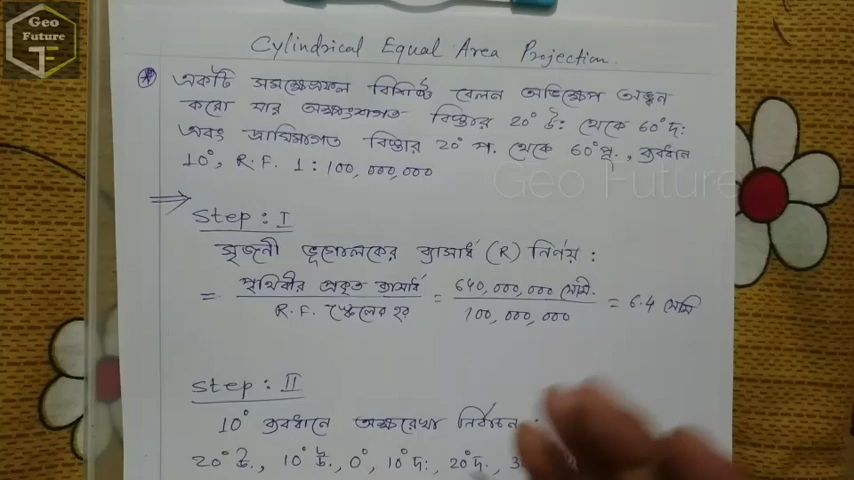 Geo
Future
Cylindrical Equal Area Projection.
একটি সমক্ষেত্রফল বিশিষ্ট বেলন অভিক্ষেপ অঙ্কন
করো যার অক্ষাংশগত বিস্তার 20° উঃ থেকে 60° দঃ
এবং দ্রাঘিমাগত বিস্তার 20° প. থেকে 60° পূ., ব্যবধান
10°, R.F. 1:100,000,000
Geo Future
Step: I
সৃজনী ভূগোলকের ব্যাসার্ধ (R) নির্ণয় :
= পৃথিবীর প্রকৃত ব্যাসার্ধ = 640,000,000 সেমি. = 6.4 সেমি
R.F. স্কেলের হর 100,000,000
Step: II
10° ব্যবধানে অক্ষরেখা নির্বাচন :
20° উ., 10° উ., 0°, 10° দ., 20° দ.,